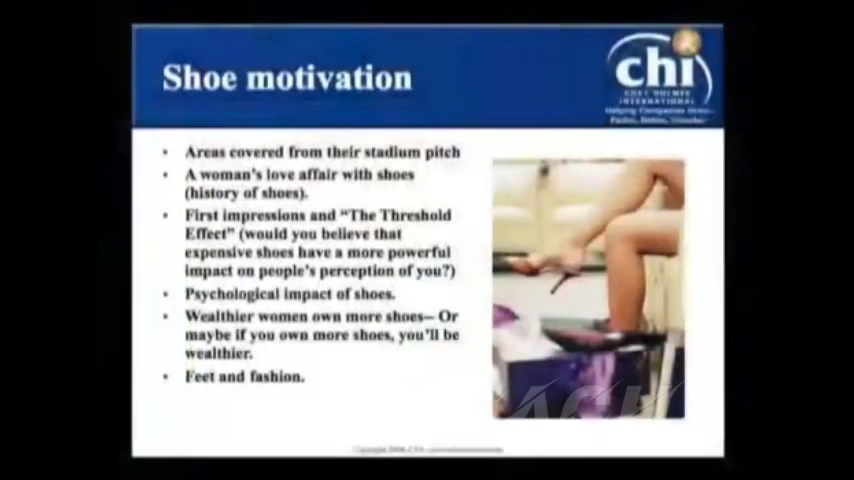 Shoe motivation
chi
CHET HOLMES
INTERNATIONAL
• Areas covered from their stadium pitch
• A woman's love affair with shoes
(history of shoes).
• First impressions and “The Threshold
Effect” (would you believe that
expensive shoes have a more powerful
impact on people's perception of you?)
• Psychological impact of shoes.
• Wealthier women own more shoes– Or
maybe if you own more shoes, you'll be
wealthier.
• Feet and fashion.